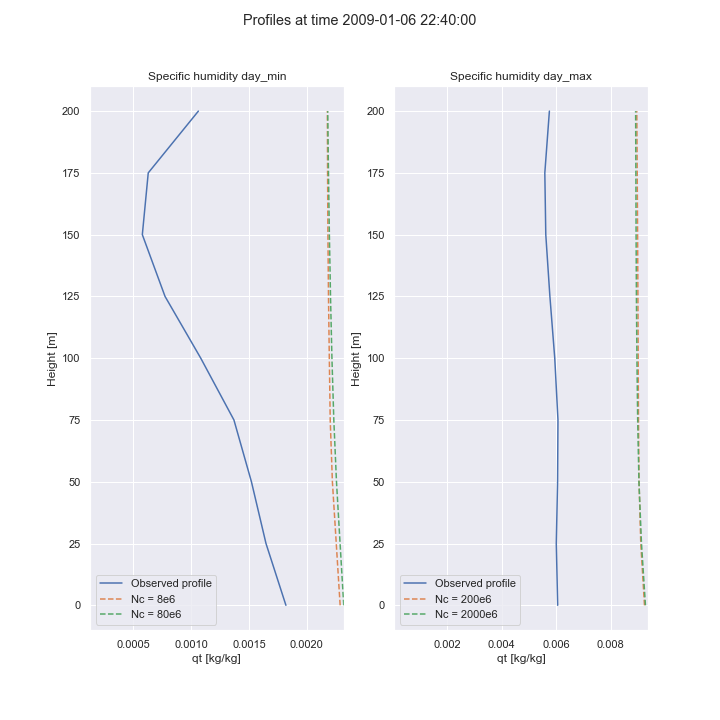 Profiles at time 2009-01-06 22:40:00
Specific humidity day_min
200
175
150
125
100
75
50
25
0
Height [m]
Observed profile
Nc = 8e6
Nc = 80e6
0.0005 0.0010 0.0015 0.0020
qt [kg/kg]
Specific humidity day_max
200
175
150
125
100
75
50
25
0
Height [m]
Observed profile
Nc = 200e6
Nc = 2000e6
0.002 0.004 0.006 0.008
qt [kg/kg]